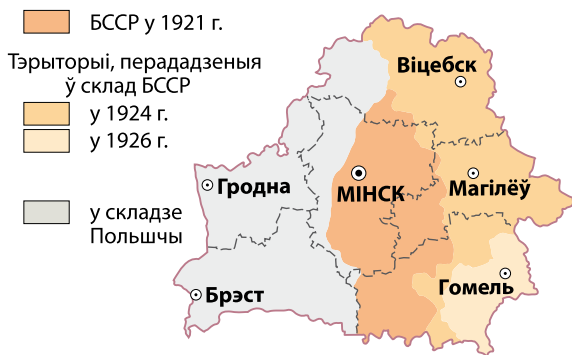 БССР у 1921 г.
Тэрыторыі, перададзеныя
ў склад БССР
у 1924 г.
у 1926 г.
у складзе
Польшчы
Віцебск
Гродна
МІНСК
Магілёў
Брэст
Гомель